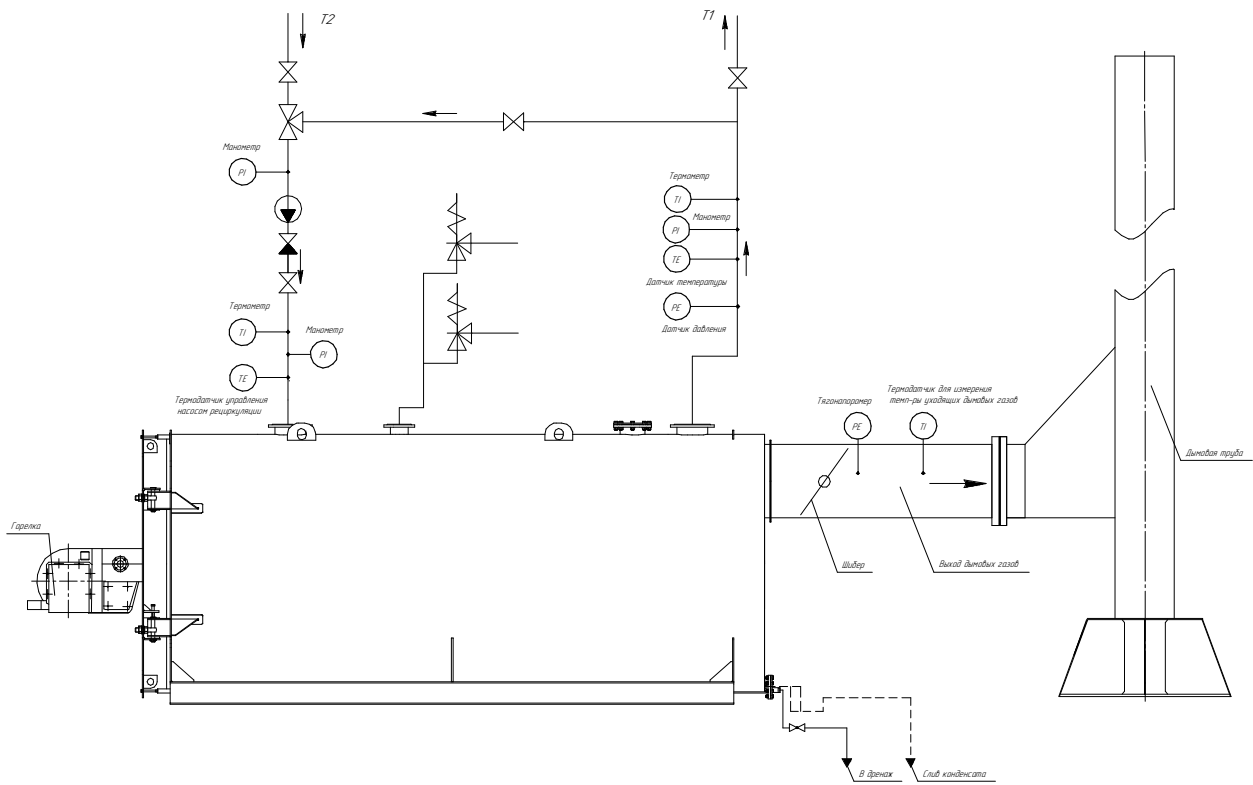 T2
T1
Манометр
PI
Термометр
TI
Манометр
PI
TE
Датчик температуры
PE
Датчик давления
Термометр
TI
Манометр
PI
TE
Термодатчик управления
насосом рециркуляции
Тягонапоромер
PE
Термодатчик для измерения
темп-ры уходящих дымовых газов
TI
Дымовая труба
Горелка
Шибер
Выход дымовых газов
В дренаж
Слив конденсата